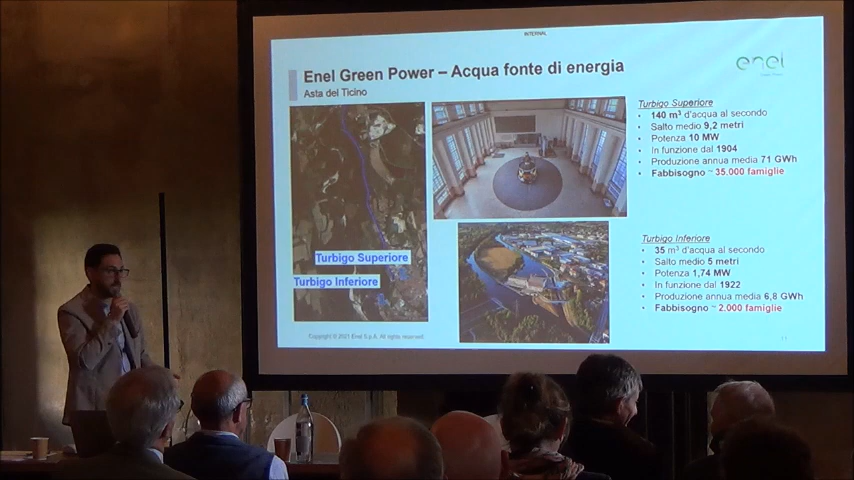 INTERNAL
Enel Green Power – Acqua fonte di energia
Asta del Ticino
enel
Turbigo Superiore
• 140 m³ d'acqua al secondo
• Salto medio 9,2 metri
• Potenza 10 MW
• In funzione dal 1904
• Produzione annua media 71 GWh
• Fabbisogno ~ 35.000 famiglie
Turbigo Superiore
Turbigo Inferiore
Turbigo Inferiore
• 35 m³ d'acqua al secondo
• Salto medio 5 metri
• Potenza 1,74 MW
• In funzione dal 1922
• Produzione annua media 6,8 GWh
• Fabbisogno ~ 2.000 famiglie
Copyright © 2021 Enel S.p.A. All rights reserved